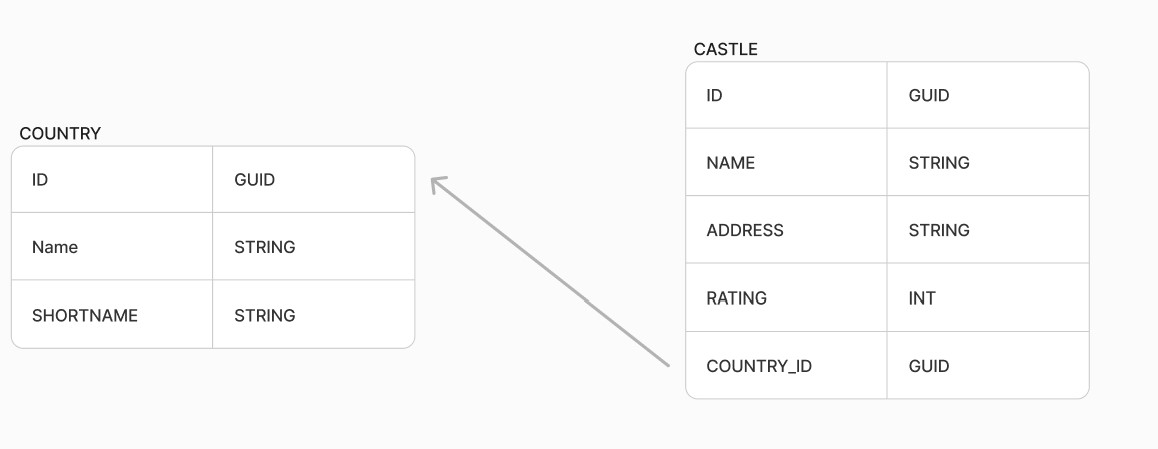 COUNTRY
ID GUID
Name STRING
SHORTNAME STRING
CASTLE
ID GUID
NAME STRING
ADDRESS STRING
RATING INT
COUNTRY_ID GUID